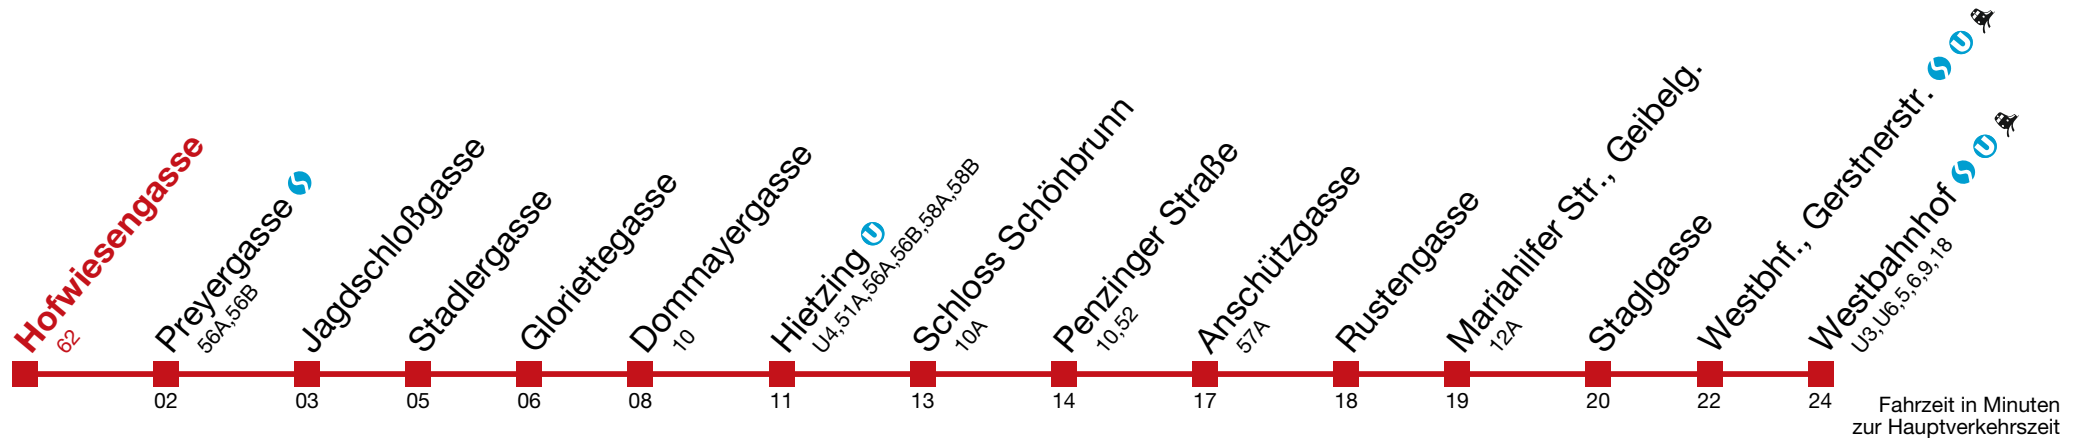 Hofwiesengasse
62
Preyergasse
56A,56B
02
Jagdschloßgasse
03
Stadlergasse
05
Gloriettegasse
06
Dommayergasse
10
08
Hietzing U
U4,51A,56A,56B,58A,58B
11
Schloss Schönbrunn
10A
13
Penzinger Straße
10,52
14
Anschützgasse
57A
17
Rustengasse
18
Mariahilfer Str., Geibelg.
12A
19
Staglgasse
20
Westbhf., Gerstnerstr. U
22
Westbahnhof U
U3,U6,5,6,9,18
24
Fahrzeit in Minuten
zur Hauptverkehrszeit